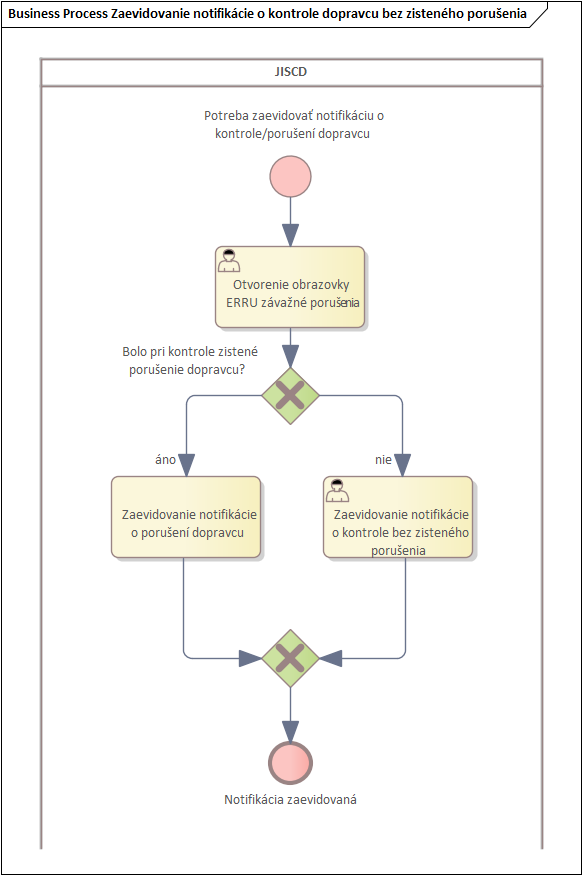 Business Process Zaevidovanie notifikácie o kontrole dopravcu bez zisteného porušenia
JISCD
Potreba zaevidovať notifikáciu o
kontrole/porušení dopravcu
Otvorenie obrazovky
ERRU závažné porušenia
Bolo pri kontrole zistené
porušenie dopravcu?
áno
nie
Zaevidovanie notifikácie
o porušení dopravcu
Zaevidovanie notifikácie
o kontrole bez zisteného
porušenia
Notifikácia zaevidovaná